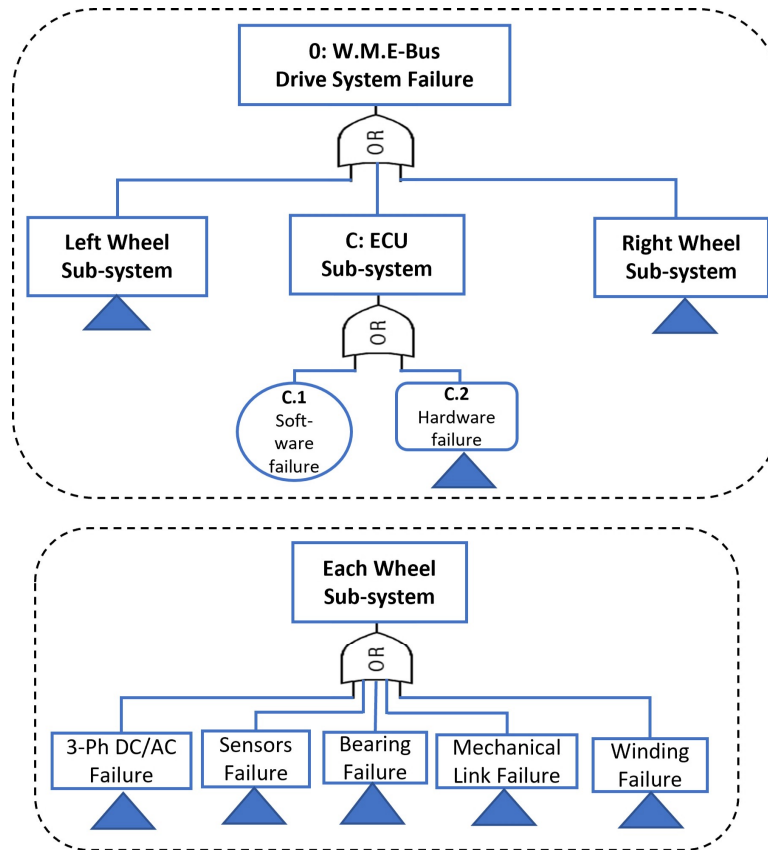 0: W.M.E-Bus
Drive System Failure
OR
Left Wheel
Sub-system
C: ECU
Sub-system
Right Wheel
Sub-system
OR
C.1
Soft-
ware
failure
C.2
Hardware
failure
Each Wheel
Sub-system
OR
3-Ph DC/AC
Failure
Sensors
Failure
Bearing
Failure
Mechanical
Link Failure
Winding
Failure